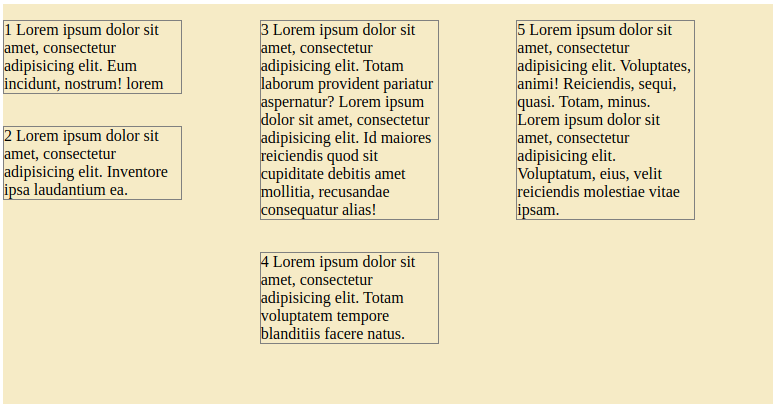 1 Lorem ipsum dolor sit
amet, consectetur
adipisicing elit. Eum
incidunt, nostrum! lorem
2 Lorem ipsum dolor sit
amet, consectetur
adipisicing elit. Inventore
ipsa laudantium ea.
3 Lorem ipsum dolor sit
amet, consectetur
adipisicing elit. Totam
laborum provident pariatur
aspernatur? Lorem ipsum
dolor sit amet, consectetur
adipisicing elit. Id maiores
reiciendis quod sit
cupiditate debitis amet
mollitia, recusandae
consequatur alias!
4 Lorem ipsum dolor sit
amet, consectetur
adipisicing elit. Totam
voluptatem tempore
blanditiis facere natus.
5 Lorem ipsum dolor sit
amet, consectetur
adipisicing elit. Voluptates,
animi! Reiciendis, sequi,
quasi. Totam, minus.
Lorem ipsum dolor sit
amet, consectetur
adipisicing elit.
Voluptatum, eius, velit
reiciendis molestiae vitae
ipsam.